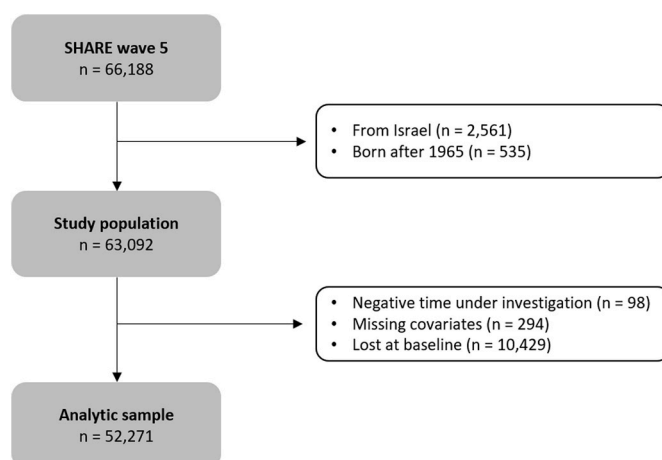 SHARE wave 5
n = 66,188
• From Israel (n = 2,561)
• Born after 1965 (n = 535)
Study population
n = 63,092
• Negative time under investigation (n = 98)
• Missing covariates (n = 294)
• Lost at baseline (n = 10,429)
Analytic sample
n = 52,271